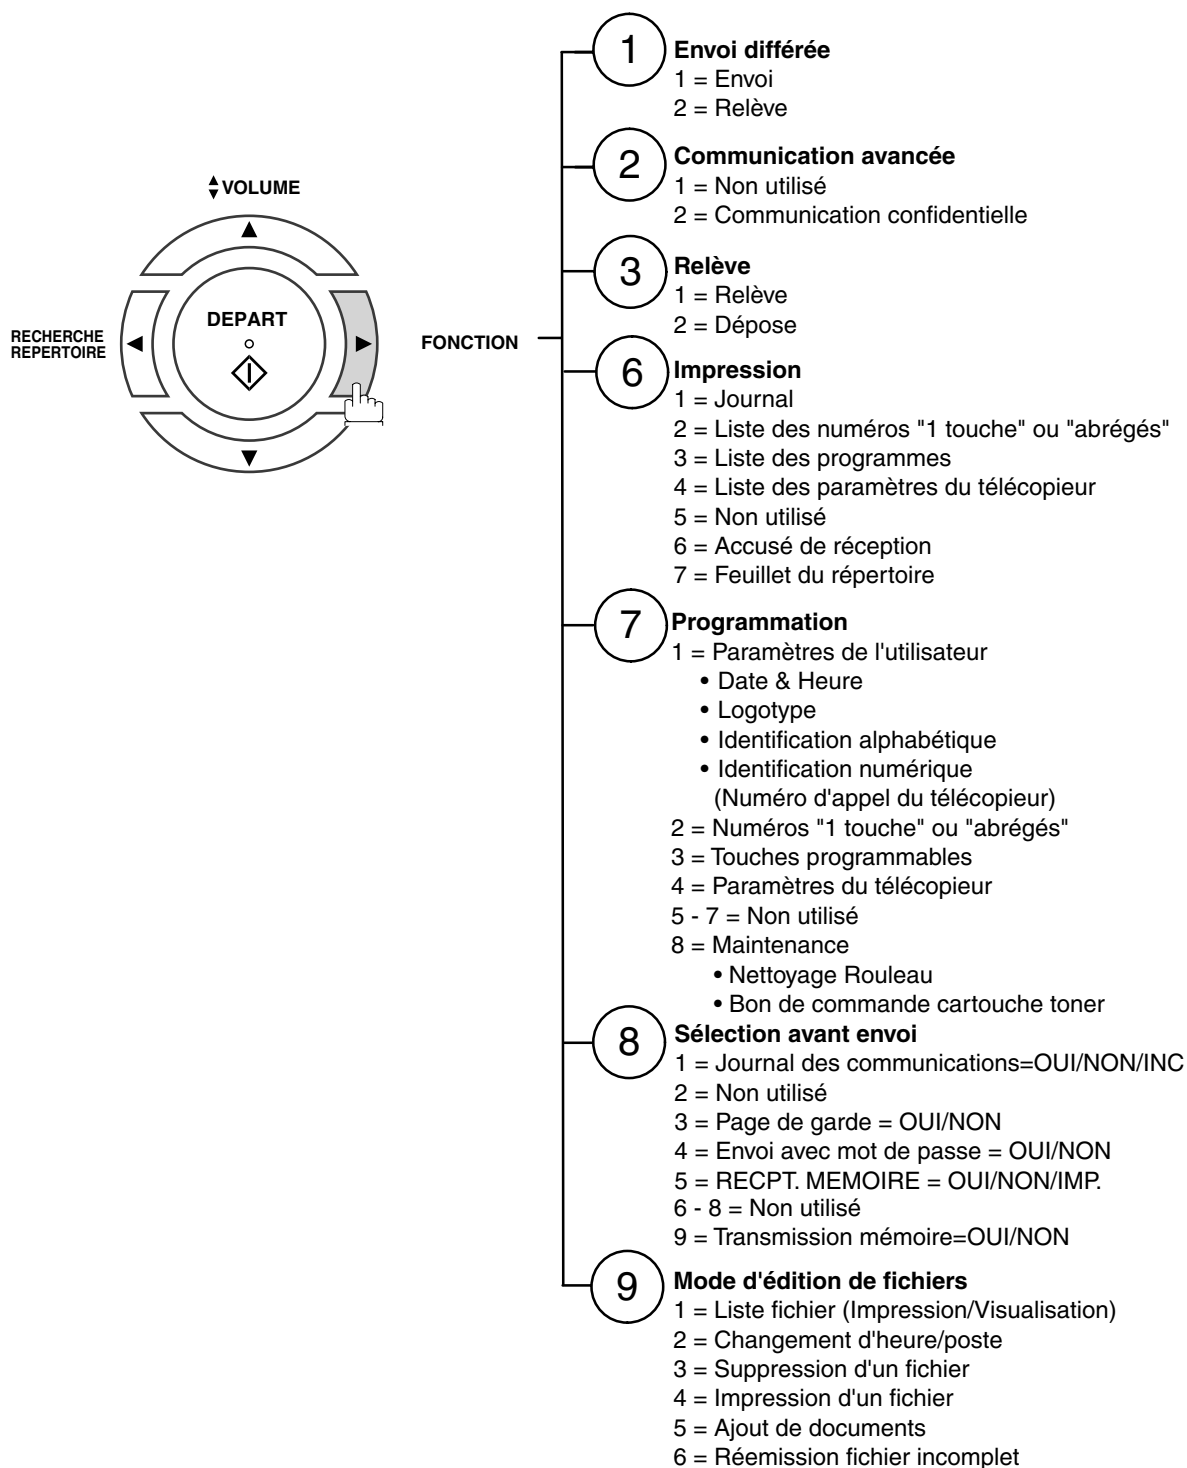 VOLUME
DEPART
RECHERCHE
REPERTOIRE
FONCTION
1
Envoi différée
1 = Envoi
2 = Relève
2
Communication avancée
1 = Non utilisé
2 = Communication confidentielle
3
Relève
1 = Relève
2 = Dépose
6
Impression
1 = Journal
2 = Liste des numéros "1 touche" ou "abrégés"
3 = Liste des programmes
4 = Liste des paramètres du télécopieur
5 = Non utilisé
6 = Accusé de réception
7 = Feuillet du répertoire
7
Programmation
1 = Paramètres de l'utilisateur
• Date & Heure
• Logotype
• Identification alphabétique
• Identification numérique
(Numéro d'appel du télécopieur)
2 = Numéros "1 touche" ou "abrégés"
3 = Touches programmables
4 = Paramètres du télécopieur
5 - 7 = Non utilisé
8 = Maintenance
• Nettoyage Rouleau
• Bon de commande cartouche toner
8
Sélection avant envoi
1 = Journal des communications=OUI/NON/INC
2 = Non utilisé
3 = Page de garde = OUI/NON
4 = Envoi avec mot de passe = OUI/NON
5 = RECPT. MEMOIRE = OUI/NON/IMP.
6 - 8 = Non utilisé
9 = Transmission mémoire=OUI/NON
9
Mode d'édition de fichiers
1 = Liste fichier (Impression/Visualisation)
2 = Changement d'heure/poste
3 = Suppression d'un fichier
4 = Impression d'un fichier
5 = Ajout de documents
6 = Réemission fichier incomplet